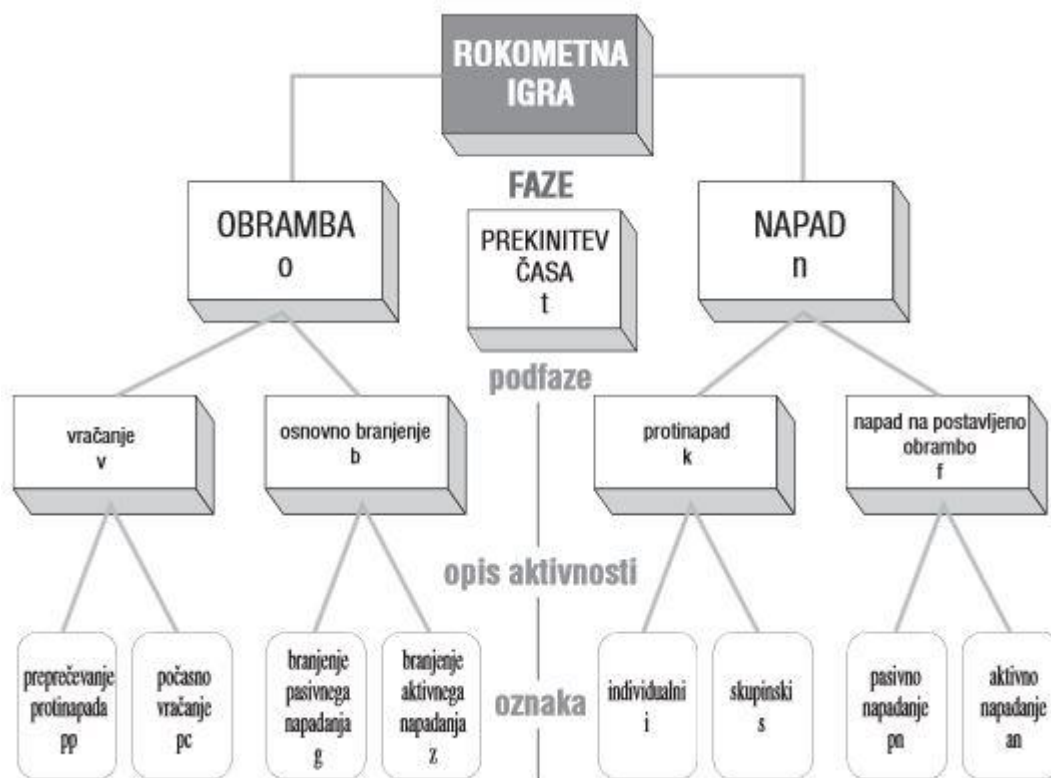 ROKOMETNA
IGRA
FAZE
OBRAMBA
o
PREKINITEV
ČASA
t
NAPAD
n
podfaze
vračanje
v
osnovno branjenje
b
protinapad
k
napad na postavljeno
obrambo
f
opis aktivnosti
preprečevanje
protinapada
pp
počasno
vračanje
pc
branjenje
pasivnega
napadanja
g
branjenje
aktivnega
napadanja
z
oznaka
individualni
i
skupinski
s
pasivno
napadanje
pn
aktivno
napadanje
an